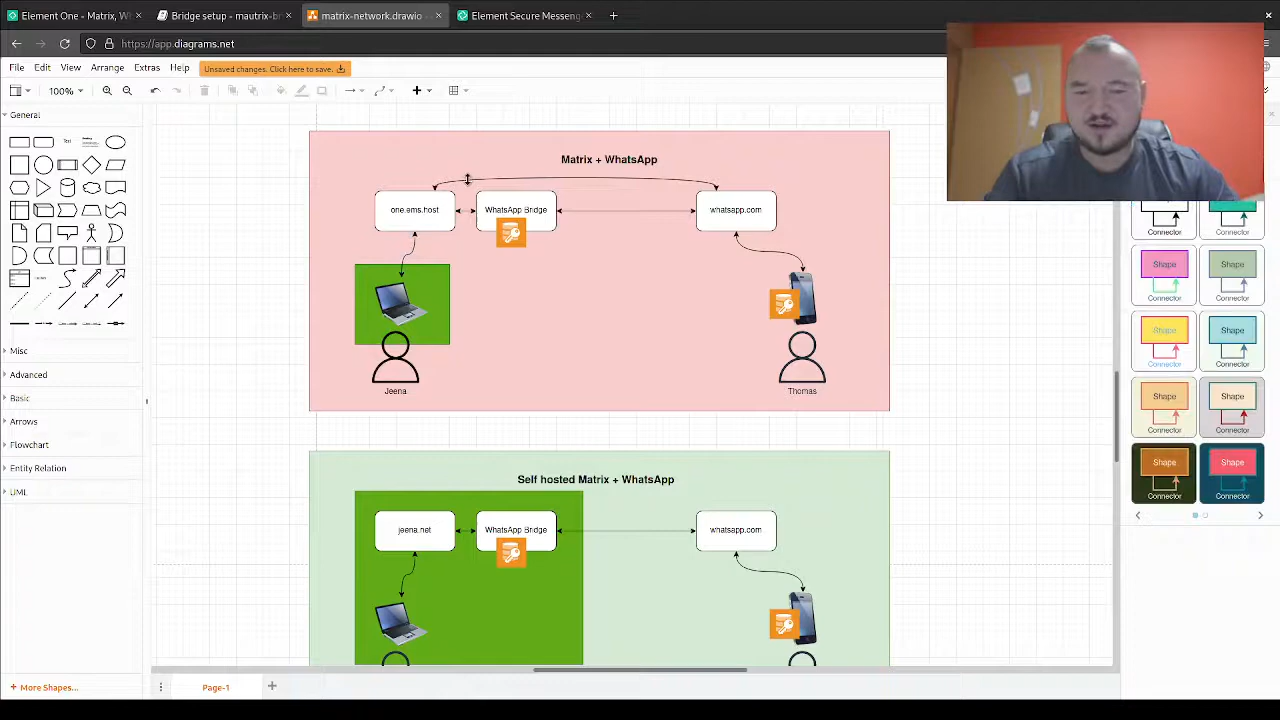 Element One - Matrix, W
Bridge setup - mautrix-br
matrix-network.drawio
Element Secure Messeng
https://app.diagrams.net
File Edit View Arrange Extras Help
Unsaved changes. Click here to save.
100%
General
Text
Misc
Advanced
Basic
Arrows
Flowchart
Entity Relation
UML
+ More Shapes...
Page-1
Matrix + WhatsApp
one.ems.host
WhatsApp Bridge
whatsapp.com
Jeena
Thomas
Self hosted Matrix + WhatsApp
jeena.net
WhatsApp Bridge
whatsapp.com
Connector Connector
Shape Shape
Connector Connector
Shape Shape
Connector Connector
Shape Shape
Connector Connector
Shape Shape
Connector Connector